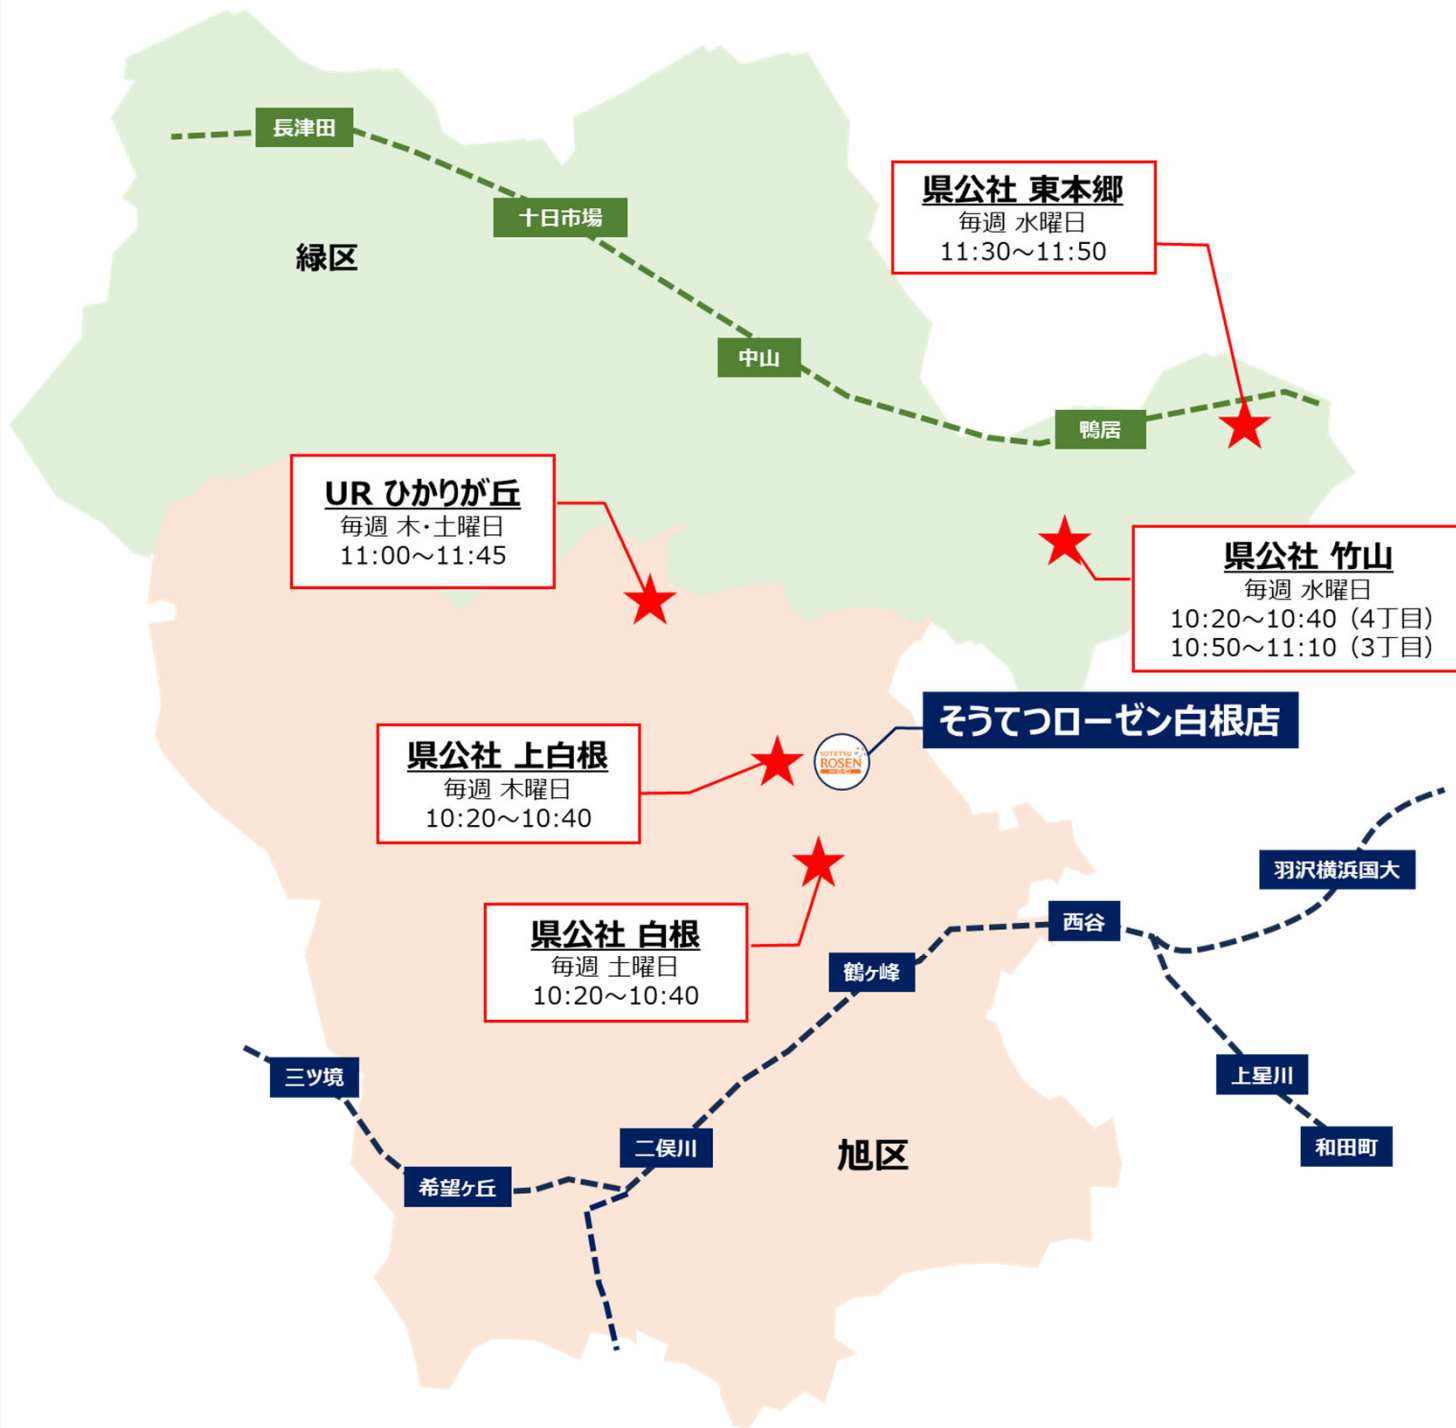 長津田
十日市場
緑区
県公社 東本郷
毎週 水曜日
11:30～11:50
中山
鴨居
UR ひかりが丘
毎週 木・土曜日
11:00～11:45
県公社 竹山
毎週 水曜日
10:20～10:40（4丁目）
10:50～11:10（3丁目）
そうてつローゼン白根店
SOTETSU
ROSEN
県公社 上白根
毎週 木曜日
10:20～10:40
羽沢横浜国大
西谷
県公社 白根
毎週 土曜日
10:20～10:40
鶴ヶ峰
三ツ境
上星川
二俣川
旭区
和田町
希望ヶ丘